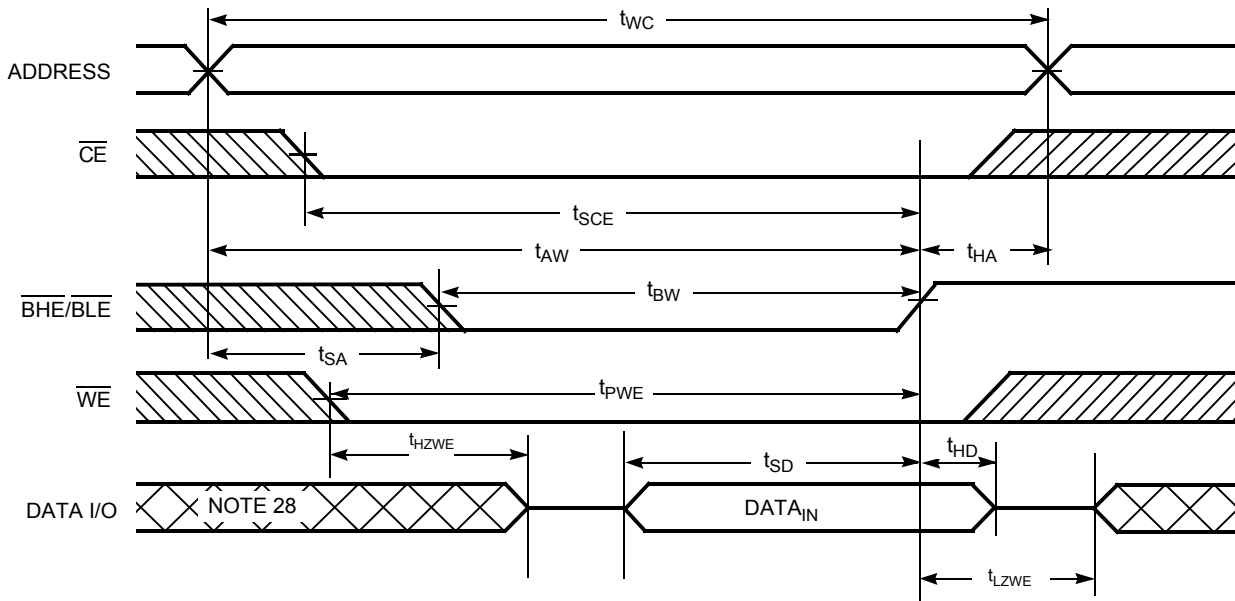 tWC
ADDRESS
CE
tSCE
tAW
tHA
BHE/BLE
tBW
tSA
WE
tPWE
tHZWE
tSD
tHD
DATA I/O
NOTE 28
DATAIN
tLZWE